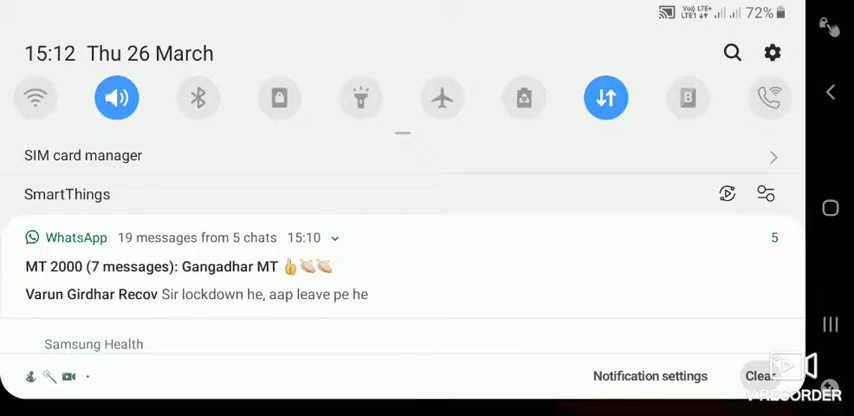 Vo)) LTE+
LTE1 72%
15:12 Thu 26 March
B
SIM card manager
SmartThings
WhatsApp 19 messages from 5 chats 15:10 5
MT 2000 (7 messages): Gangadhar MT 👍👏👏
Varun Girdhar Recov Sir lockdown he, aap leave pe he
Samsung Health
Notification settings Clear
V RECORDER